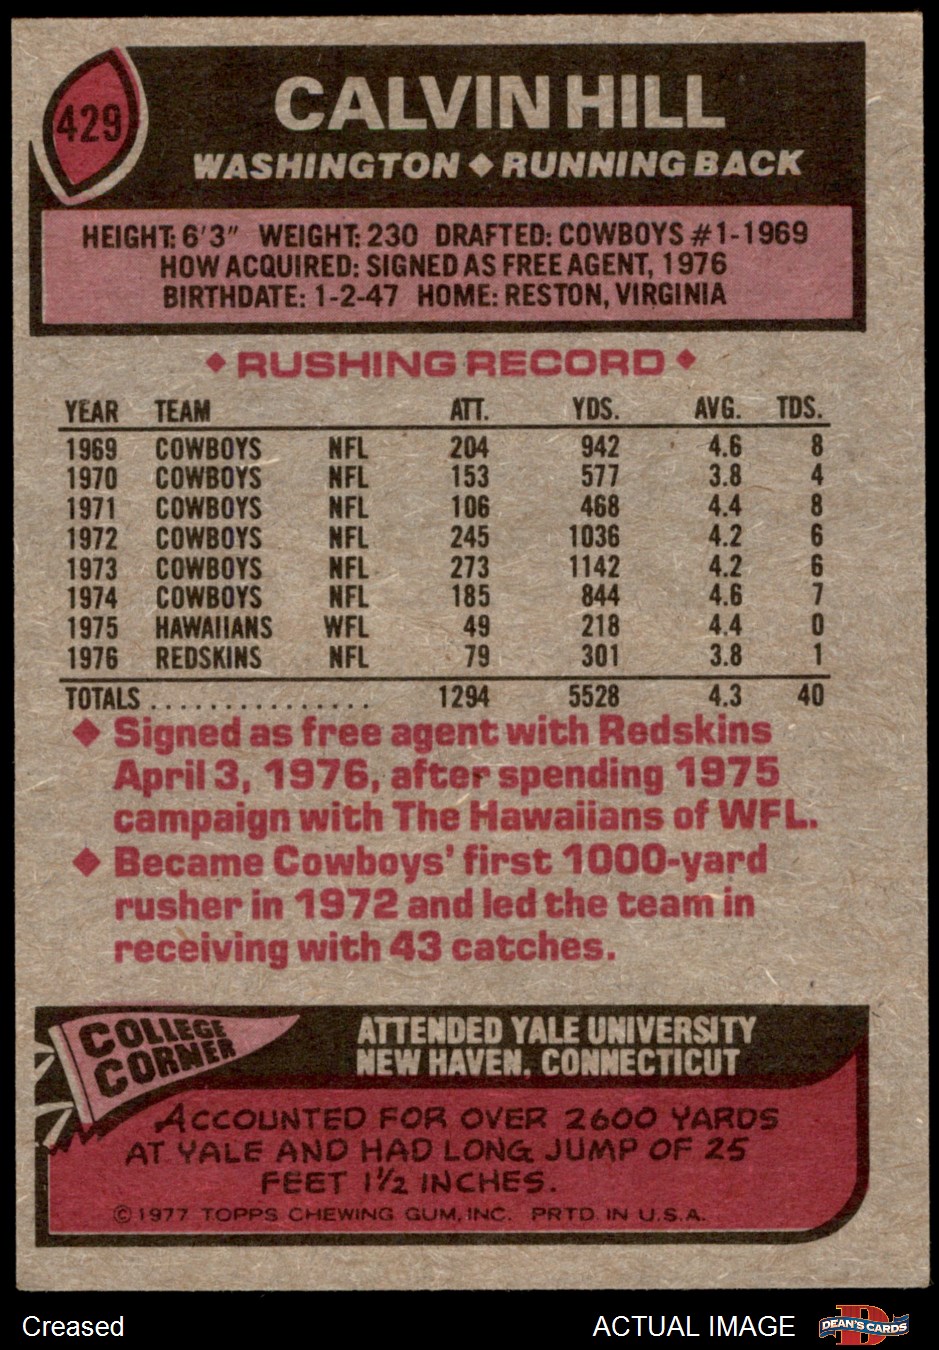 429
CALVIN HILL
WASHINGTON ♦ RUNNING BACK
HEIGHT: 6'3" WEIGHT: 230 DRAFTED: COWBOYS #1-1969
HOW ACQUIRED: SIGNED AS FREE AGENT, 1976
BIRTHDATE: 1-2-47 HOME: RESTON, VIRGINIA
♦ RUSHING RECORD ♦
YEAR TEAM ATT. YDS. AVG. TDS.
1969 COWBOYS NFL 204 942 4.6 8
1970 COWBOYS NFL 153 577 3.8 4
1971 COWBOYS NFL 106 468 4.4 8
1972 COWBOYS NFL 245 1036 4.2 6
1973 COWBOYS NFL 273 1142 4.2 6
1974 COWBOYS NFL 185 844 4.6 7
1975 HAWAIIANS WFL 49 218 4.4 0
1976 REDSKINS NFL 79 301 3.8 1
TOTALS . . . . . . . . . . . . . . . 1294 5528 4.3 40
♦ Signed as free agent with Redskins
April 3, 1976, after spending 1975
campaign with The Hawaiians of WFL.
♦ Became Cowboys' first 1000-yard
rusher in 1972 and led the team in
receiving with 43 catches.
COLLEGE
CORNER
ATTENDED YALE UNIVERSITY
NEW HAVEN, CONNECTICUT
ACCOUNTED FOR OVER 2600 YARDS
AT YALE AND HAD LONG JUMP OF 25
FEET 1½ INCHES.
©1977 TOPPS CHEWING GUM, INC. PRTD. IN U.S.A.
Creased
ACTUAL IMAGE
D
DEAN'S CARDS